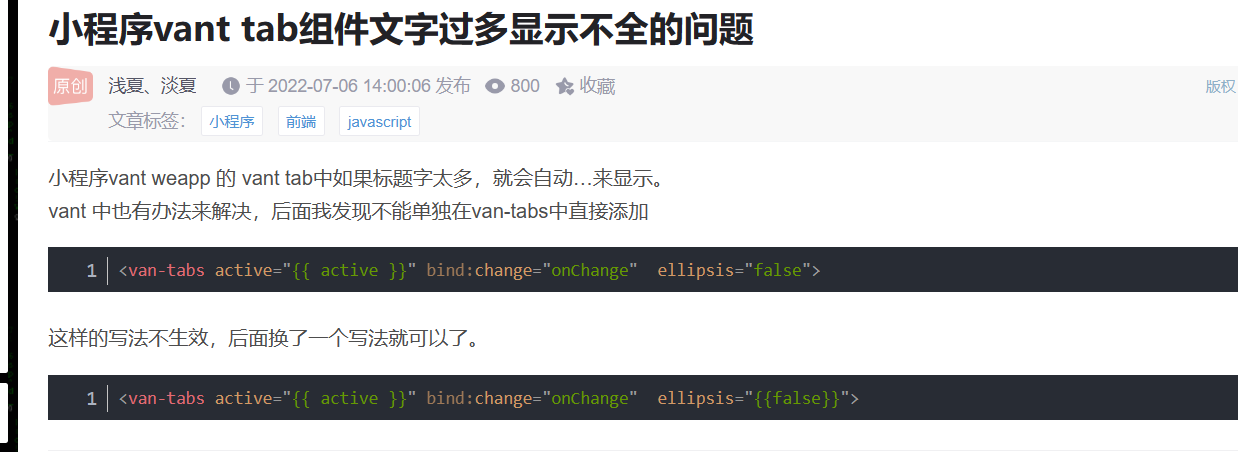 小程序vant tab组件文字过多显示不全的问题
原创 浅夏、淡夏 于 2022-07-06 14:00:06 发布 800 收藏 版权
文章标签： 小程序 前端 javascript
小程序vant weapp 的 vant tab中如果标题字太多，就会自动…来显示。
vant 中也有办法来解决，后面我发现不能单独在van-tabs中直接添加
1 <van-tabs active="{{ active }}" bind:change="onChange"  ellipsis="false">
这样的写法不生效，后面换了一个写法就可以了。
1 <van-tabs active="{{ active }}" bind:change="onChange"  ellipsis="{{false}}">